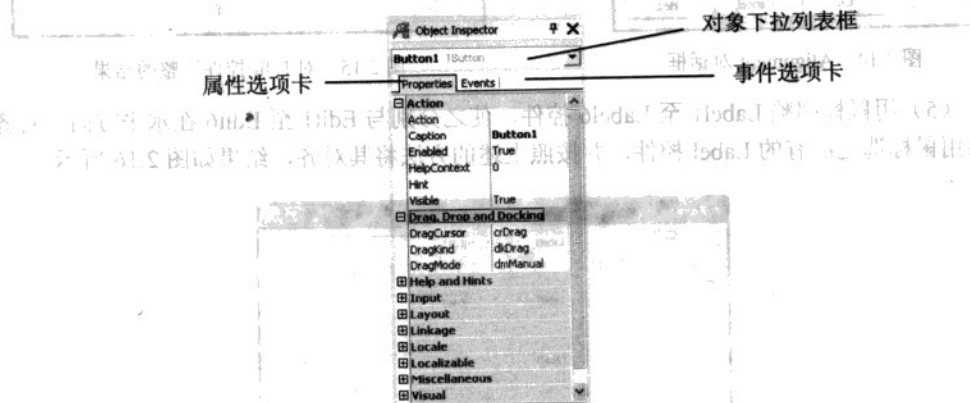 对象下拉列表框
Object Inspector
Button1 TButton
属性选项卡
事件选项卡
Properties Events
Action
Action
Caption Button1
Enabled True
HelpContext 0
Hint
Visible True
Drag, Drop and Docking
DragCursor crDrag
DragKind dkDrag
DragMode dmManual
Help and Hints
Input
Layout
Linkage
Locale
Localizable
Miscellaneous
Visual